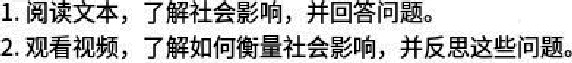 1. 阅读文本，了解社会影响，并回答问题。
2. 观看视频，了解如何衡量社会影响，并反思这些问题。